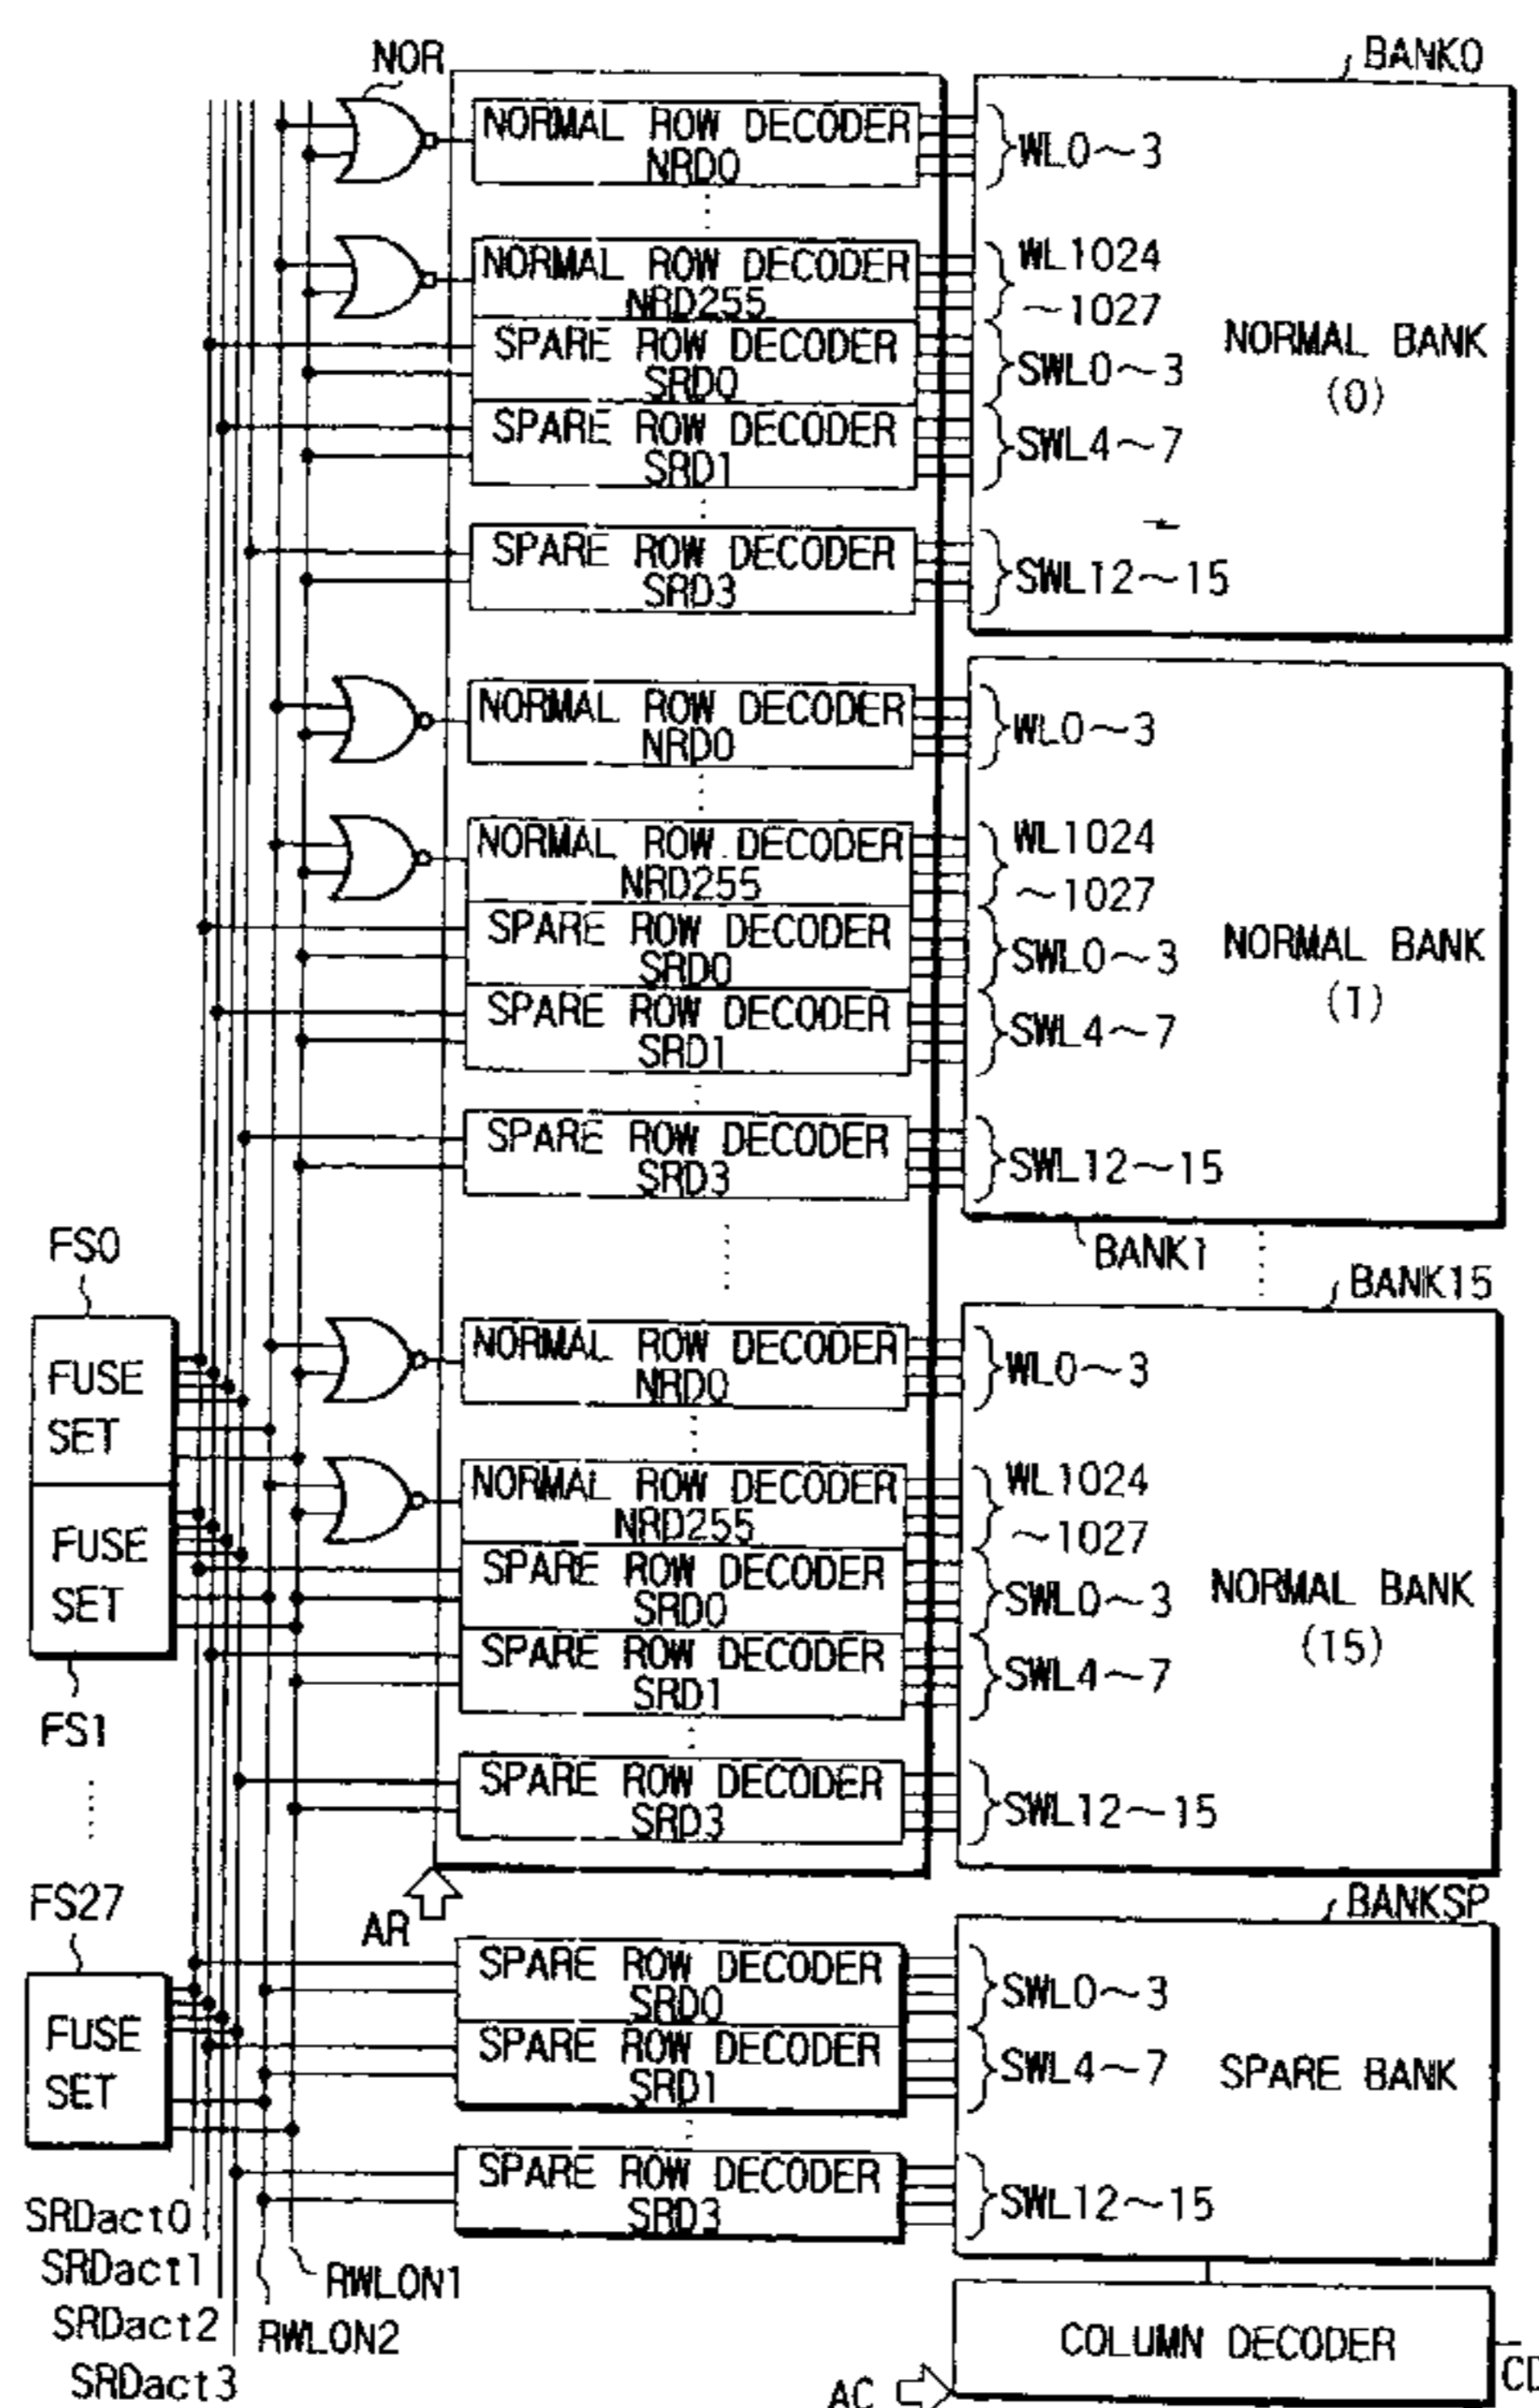 NOR
BANK0
NORMAL ROW DECODER
NRD0
WL0~3
NORMAL ROW DECODER
NRD255
WL1024
~1027
SPARE ROW DECODER
SRD0
SWL0~3
NORMAL BANK
(0)
SPARE ROW DECODER
SRD1
SWL4~7
SPARE ROW DECODER
SRD3
SWL12~15
NORMAL ROW DECODER
NRD0
WL0~3
NORMAL ROW DECODER
NRD255
WL1024
~1027
SPARE ROW DECODER
SRD0
SWL0~3
NORMAL BANK
(1)
SPARE ROW DECODER
SRD1
SWL4~7
SPARE ROW DECODER
SRD3
SWL12~15
BANK1
FS0
FUSE
SET
BANK15
NORMAL ROW DECODER
NRD0
WL0~3
FUSE
SET
FS1
NORMAL ROW DECODER
NRD255
WL1024
~1027
SPARE ROW DECODER
SRD0
SWL0~3
NORMAL BANK
(15)
SPARE ROW DECODER
SRD1
SWL4~7
SPARE ROW DECODER
SRD3
SWL12~15
AR
FS27
FUSE
SET
BANKSP
SPARE ROW DECODER
SRD0
SWL0~3
SPARE ROW DECODER
SRD1
SWL4~7
SPARE BANK
SPARE ROW DECODER
SRD3
SWL12~15
SRDact0
SRDact1
SRDact2
SRDact3
RWLON1
RWLON2
COLUMN DECODER
CD
AC